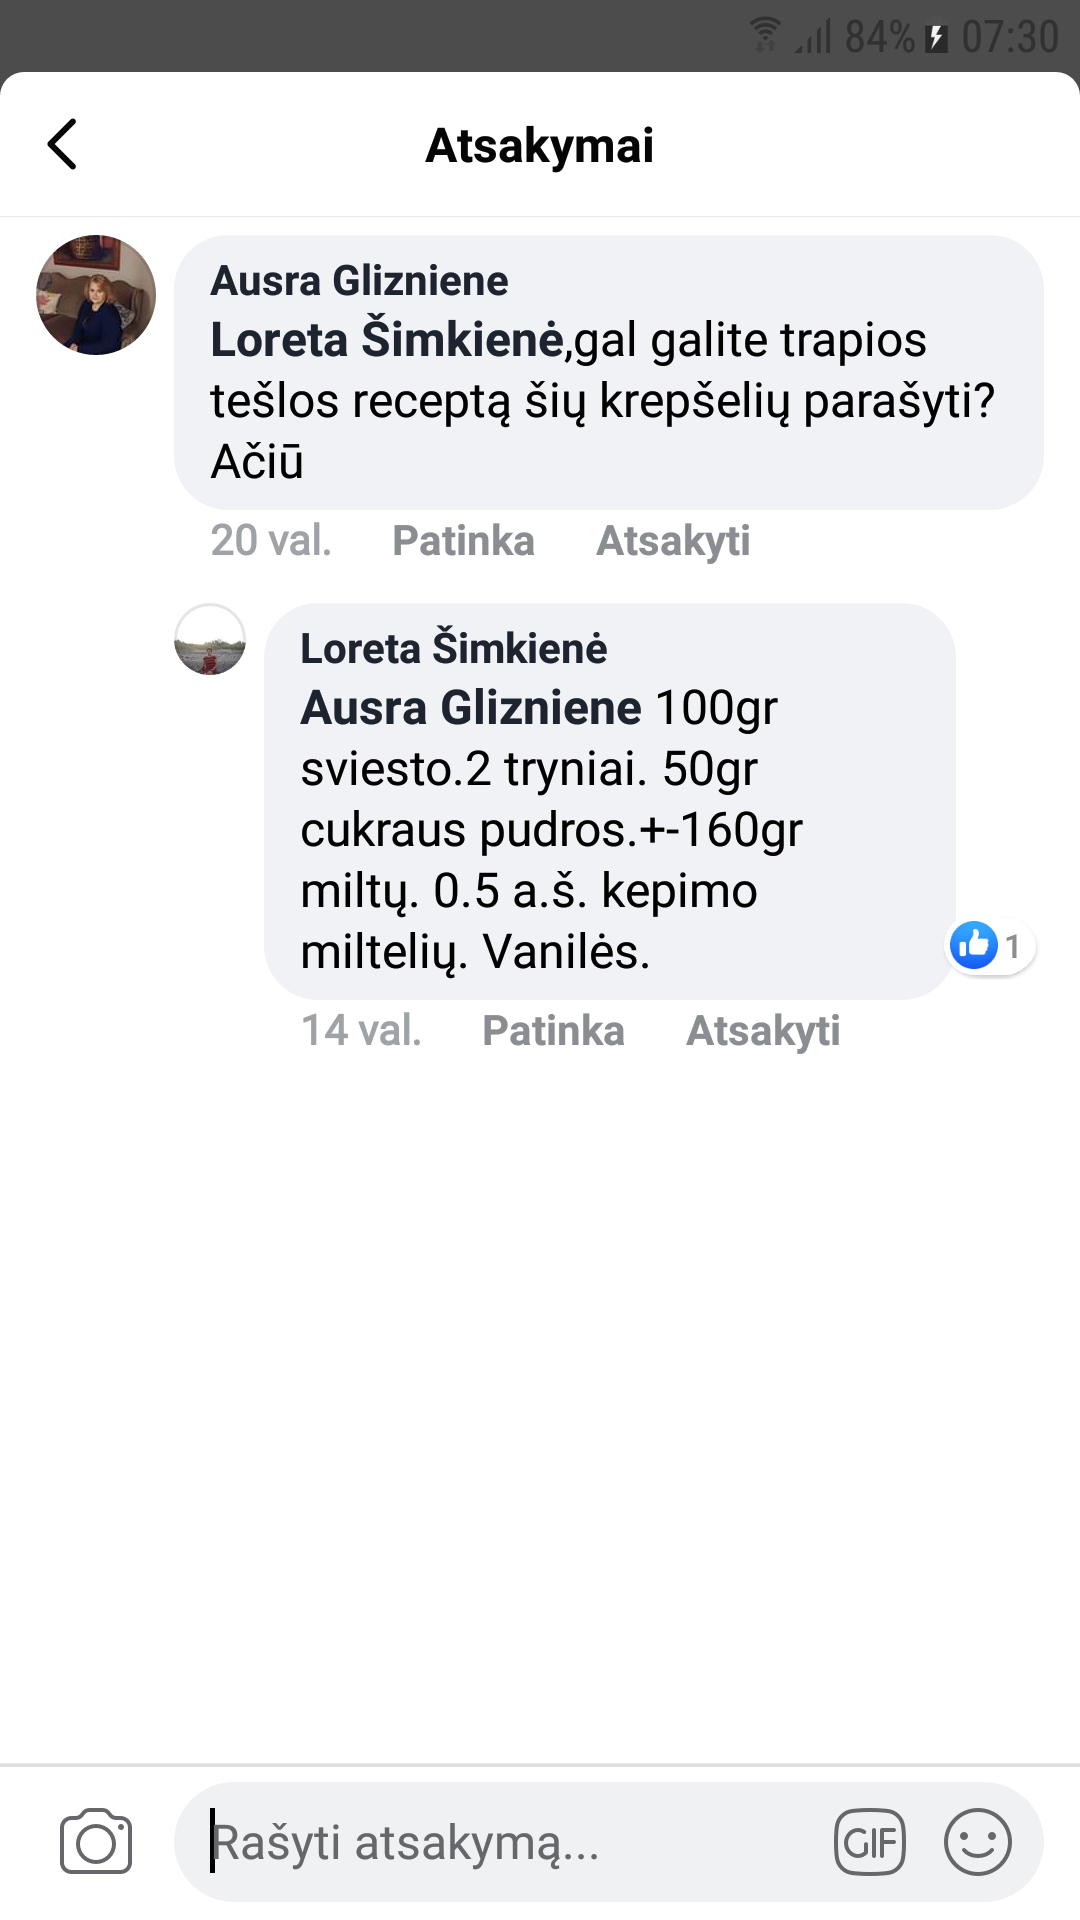 84% 07:30
Atsakymai
Ausra Glizniene
Loreta Šimkienė,gal galite trapios
tešlos receptą šių krepšelių parašyti?
Ačiū
20 val. Patinka Atsakyti
Loreta Šimkienė
Ausra Glizniene 100gr
sviesto.2 tryniai. 50gr
cukraus pudros.+-160gr
miltų. 0.5 a.š. kepimo
miltelių. Vanilės.
1
14 val. Patinka Atsakyti
Rašyti atsakymą... GIF